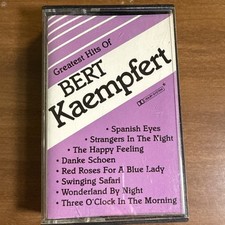 Greatest Hits Of
BERT
Kaempfert
• Spanish Eyes
• Strangers In The Night
• The Happy Feeling
• Danke Schoen
• Red Roses For A Blue Lady
• Swinging Safari
• Wonderland By Night
• Three O'Clock In The Morning